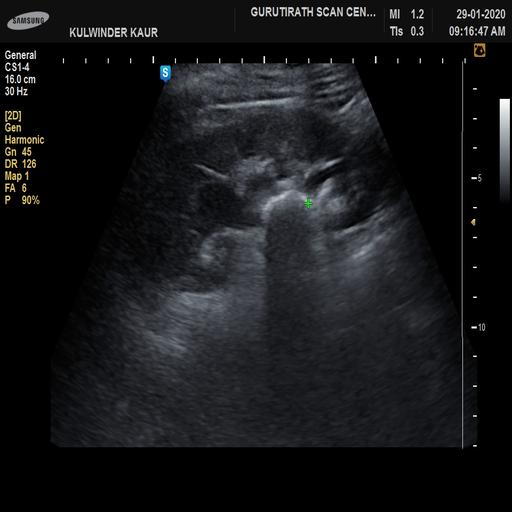 SAMSUNG
KULWINDER KAUR
GURUTIRATH SCAN CEN...
MI 1.2
TIs 0.3
29-01-2020
09:16:47 AM
General
CS1-4
16.0 cm
30 Hz
[2D]
Gen
Harmonic
Gn 45
DR 126
Map 1
FA 6
P 90%
S
5
10